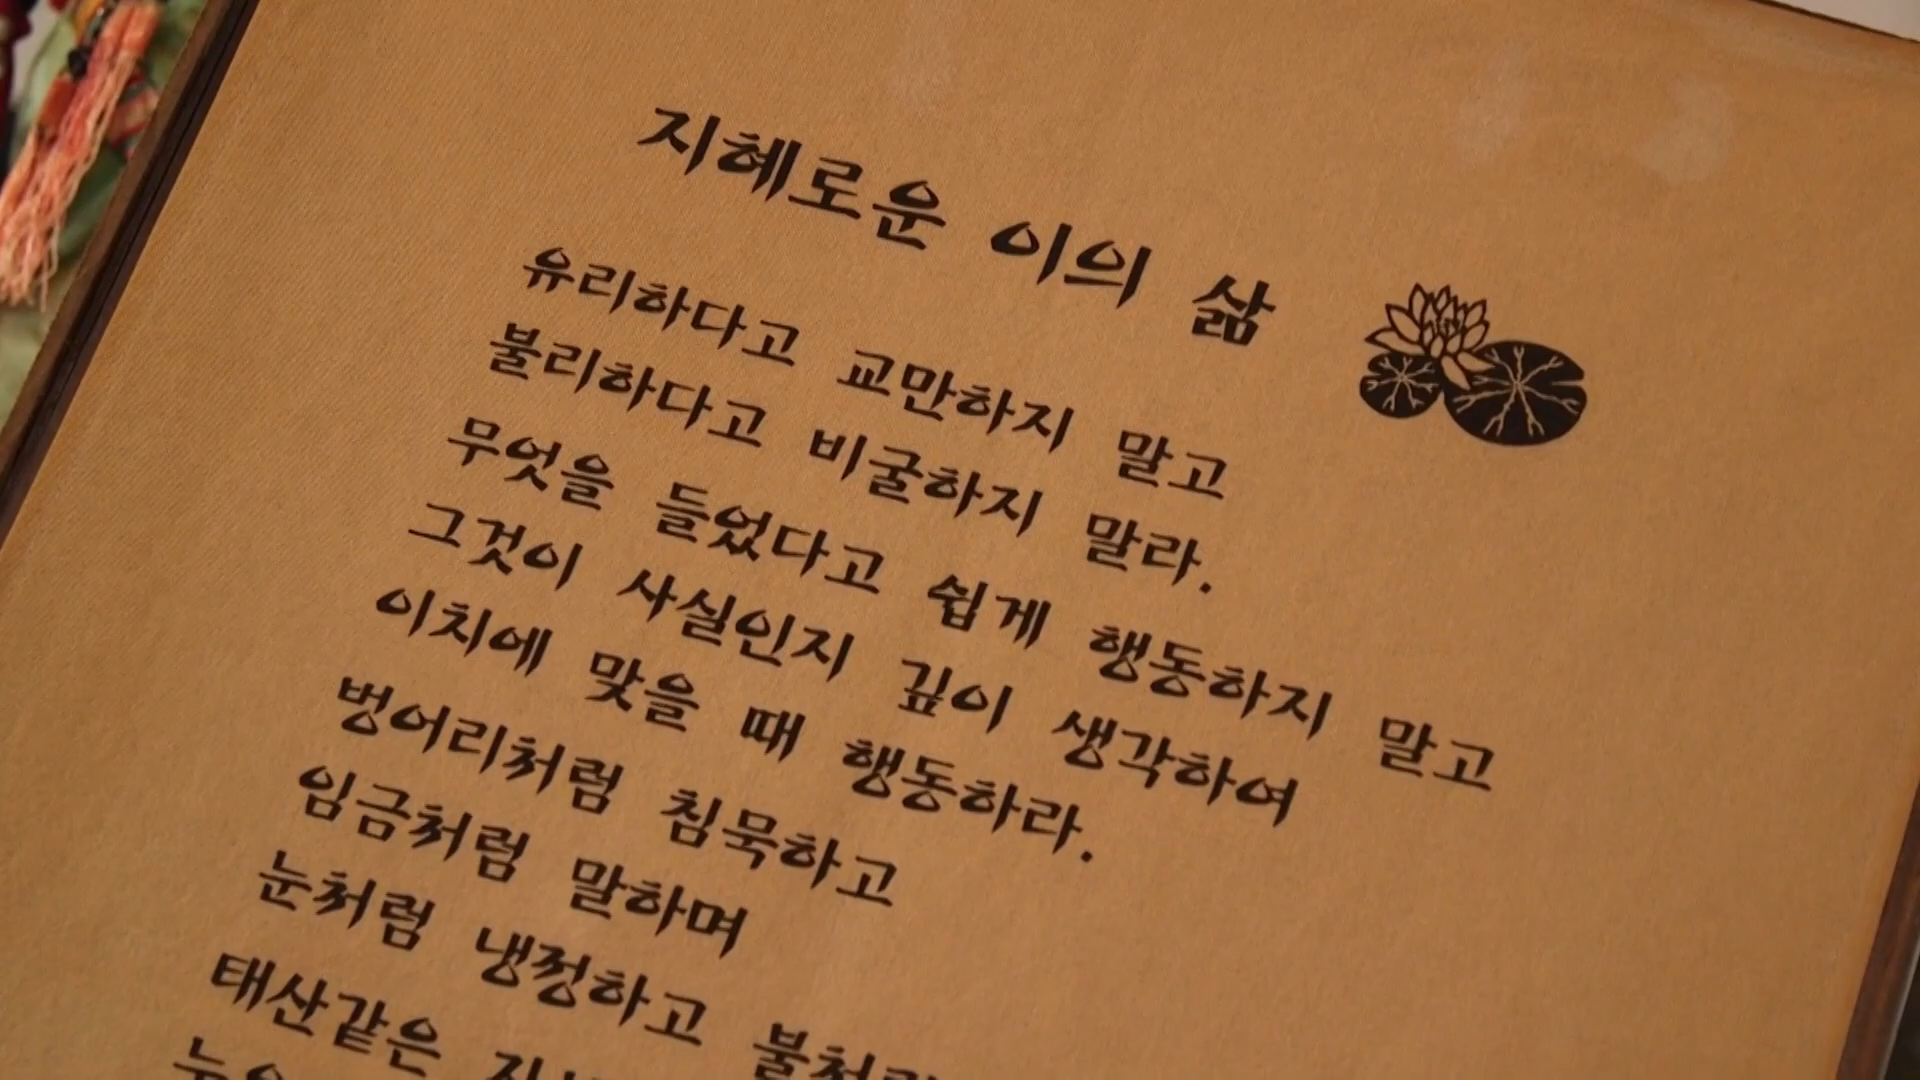 지혜로운 이의 삶
유리하다고 교만하지 말고
불리하다고 비굴하지 말라.
무엇을 들었다고 쉽게 행동하지 말고
그것이 사실인지 깊이 생각하여
이치에 맞을 때 행동하라.
벙어리처럼 침묵하고
임금처럼 말하며
눈처럼 냉정하고 불처럼
태산같은